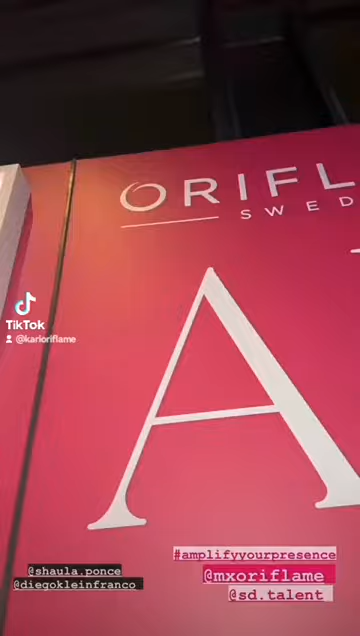 ORIFL
SWED
A
TikTok
@karioriflame
#amplifyyourpresence
@shaula.ponce
@mxoriflame
@diegokleinfranco
@sd.talent